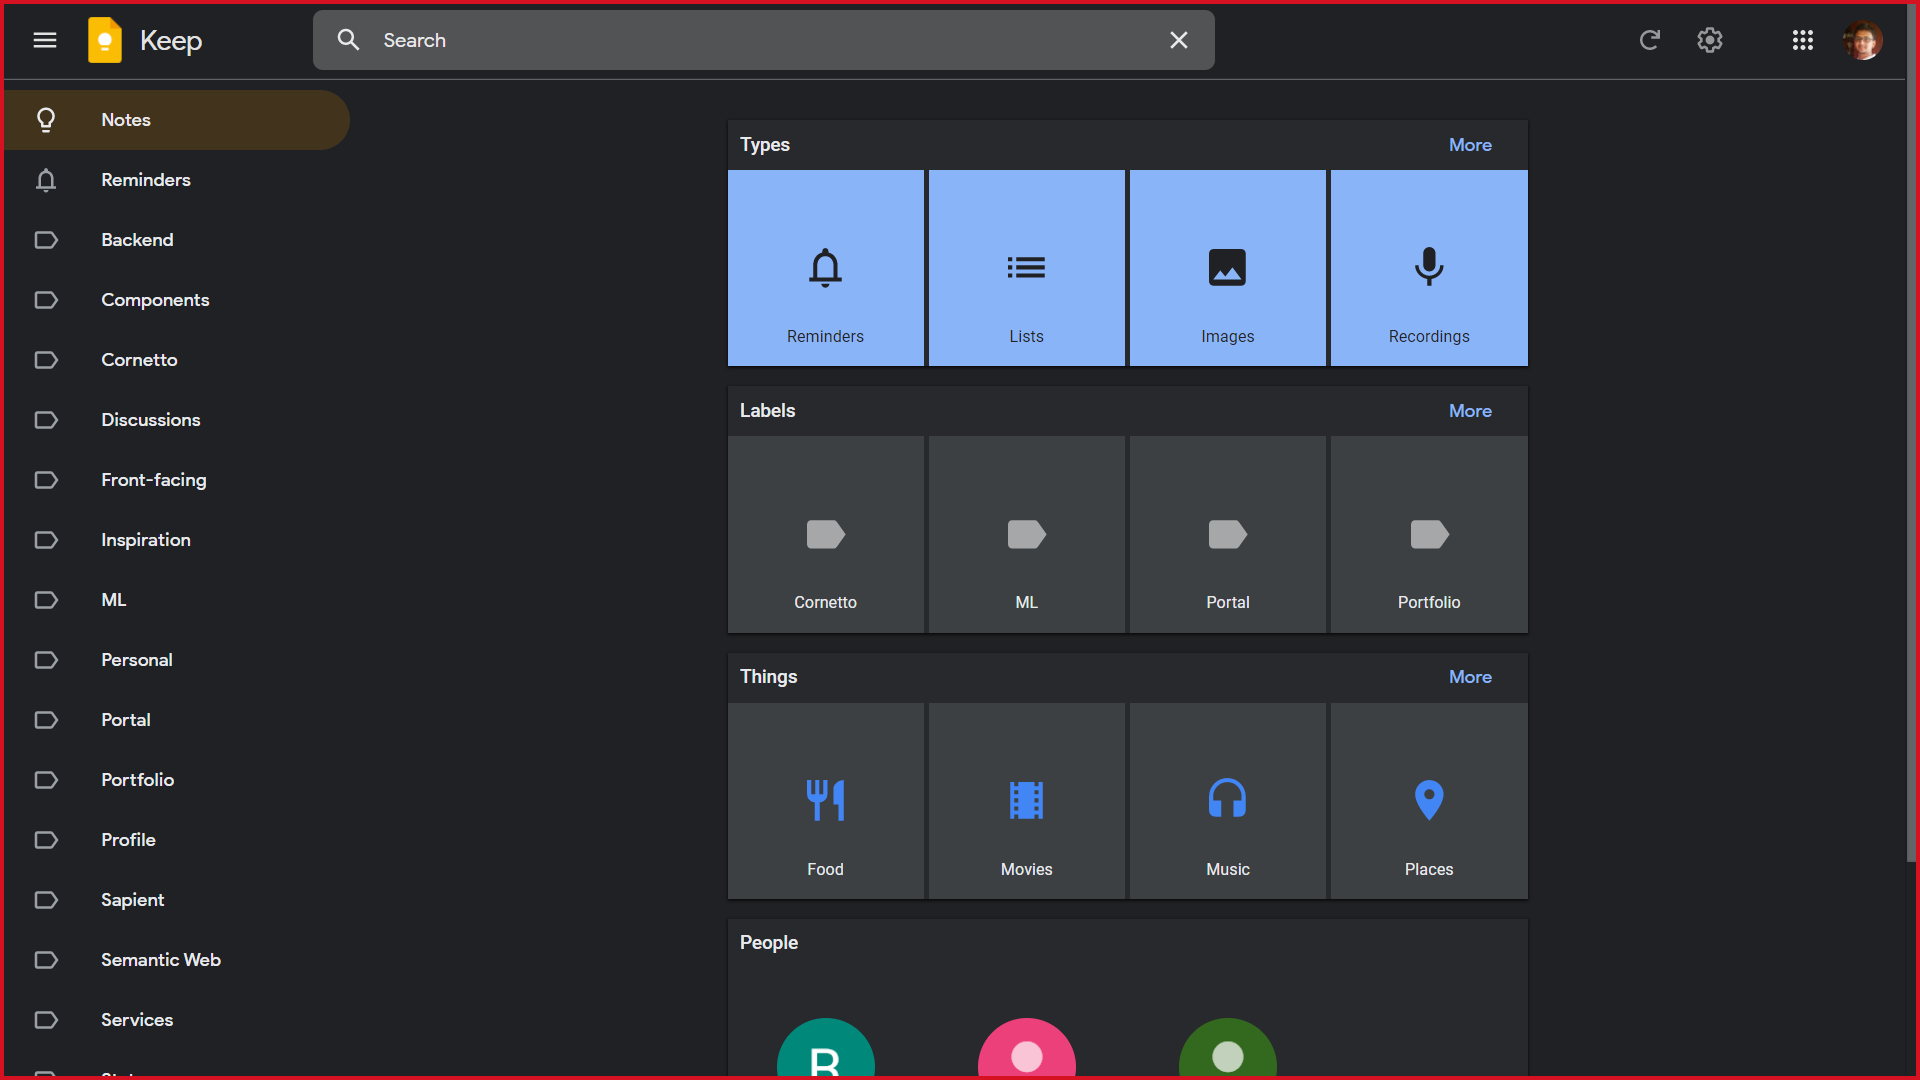 Keep
Search
Notes
Reminders
Backend
Components
Cornetto
Discussions
Front-facing
Inspiration
ML
Personal
Portal
Portfolio
Profile
Sapient
Semantic Web
Services
Types More
Reminders Lists Images Recordings
Labels More
Cornetto ML Portal Portfolio
Things More
Food Movies Music Places
People